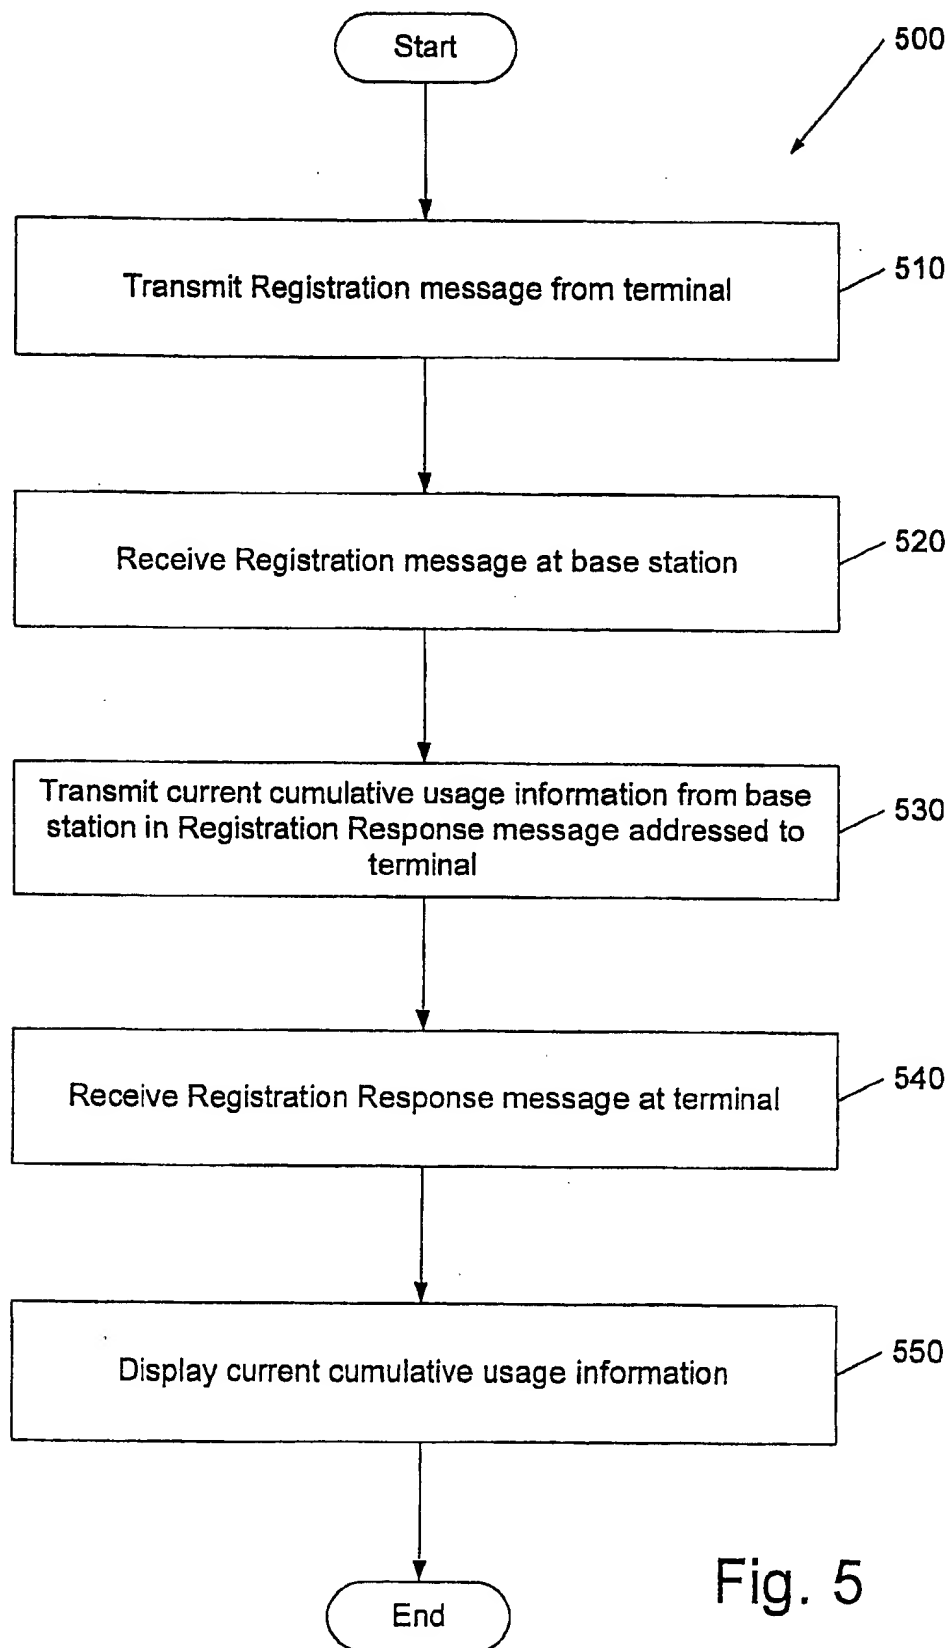 Start
500
Transmit Registration message from terminal
510
Receive Registration message at base station
520
Transmit current cumulative usage information from base
station in Registration Response message addressed to
terminal
530
Receive Registration Response message at terminal
540
Display current cumulative usage information
550
End
Fig. 5